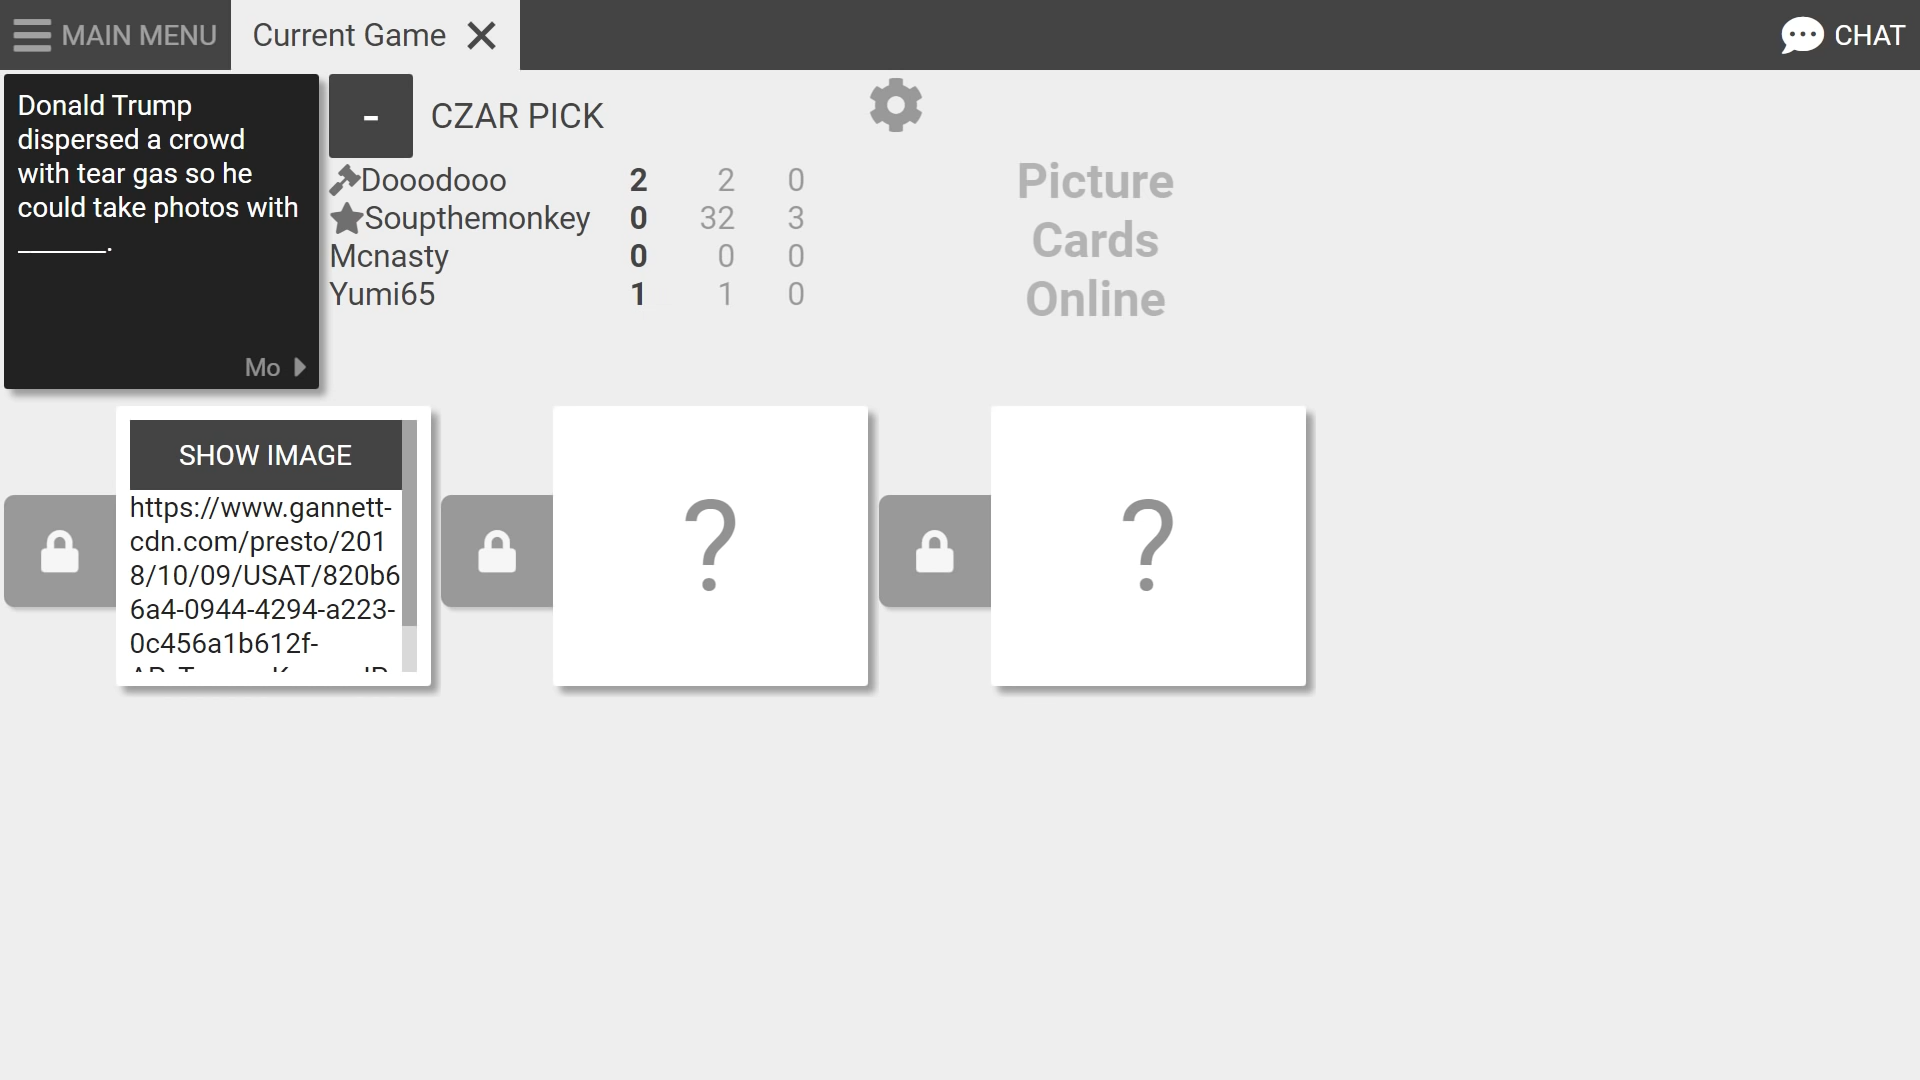 MAIN MENU
Current Game
CHAT
Donald Trump
dispersed a crowd
with tear gas so he
could take photos with
______.
Mo
-
CZAR PICK
Dooodooo 2 2 0
Soupthemonkey 0 32 3
Mcnasty 0 0 0
Yumi65 1 1 0
Picture
Cards
Online
SHOW IMAGE
https://www.gannett-
cdn.com/presto/201
8/10/09/USAT/820b6
6a4-0944-4294-a223-
0c456a1b612f-
?
?